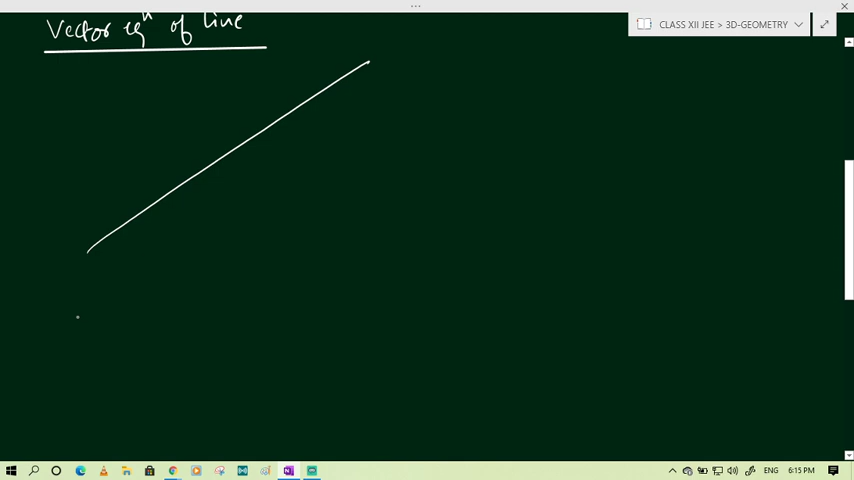 Vector eqⁿ of line
CLASS XII JEE > 3D-GEOMETRY
ENG
6:15 PM